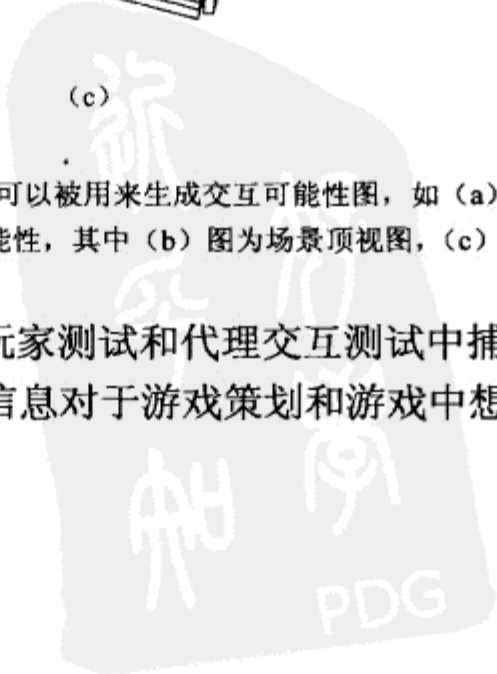 （c）
可以被用来生成交互可能性图，如（a）
能性，其中（b）图为场景顶视图，（c）
玩家测试和代理交互测试中捕
信息对于游戏策划和游戏中想
PDG